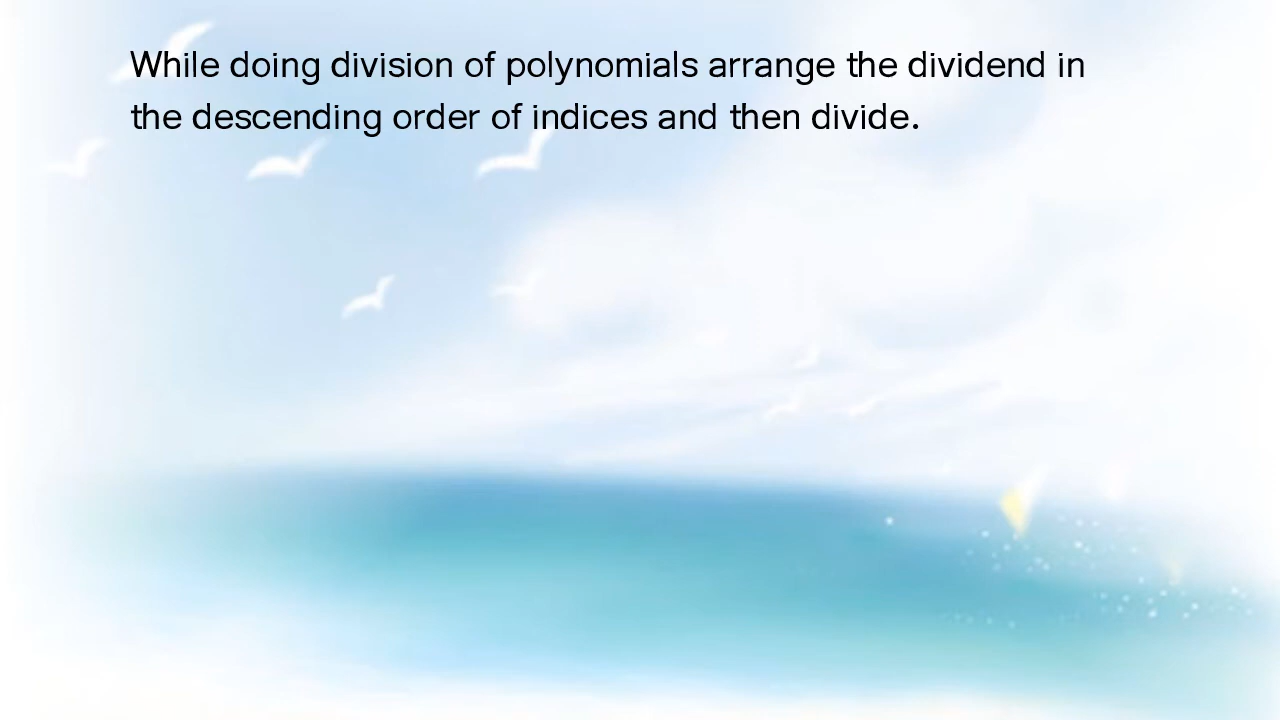 While doing division of polynomials arrange the dividend in
the descending order of indices and then divide.